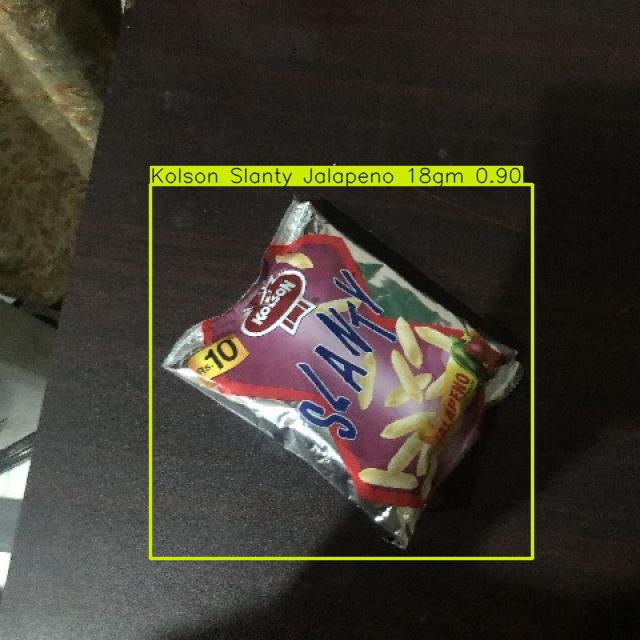 Kolson Slanty Jalapeno 18gm 0.90
KOLSON
SLANTY
Rs.10
JALAPENO